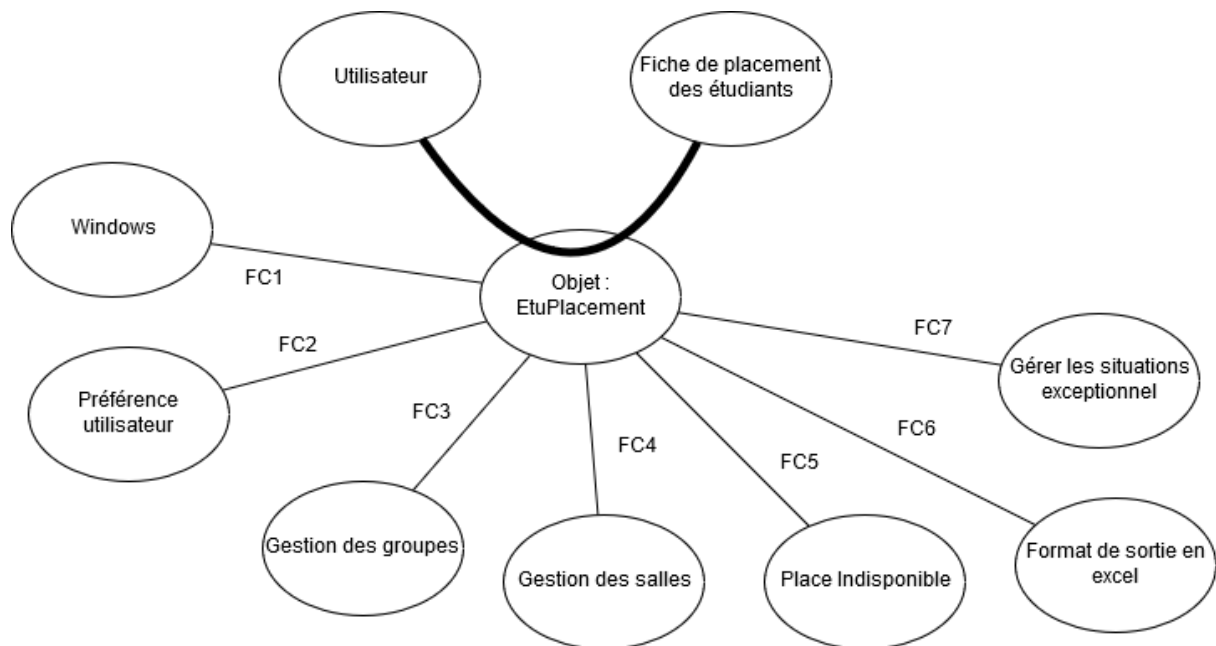 Utilisateur
Fiche de placement
des étudiants
Windows
FC1
Objet :
EtuPlacement
FC2
FC7
Préférence
utilisateur
Gérer les situations
exceptionnel
FC3
FC4
FC5
FC6
Gestion des groupes
Gestion des salles
Place Indisponible
Format de sortie en
excel